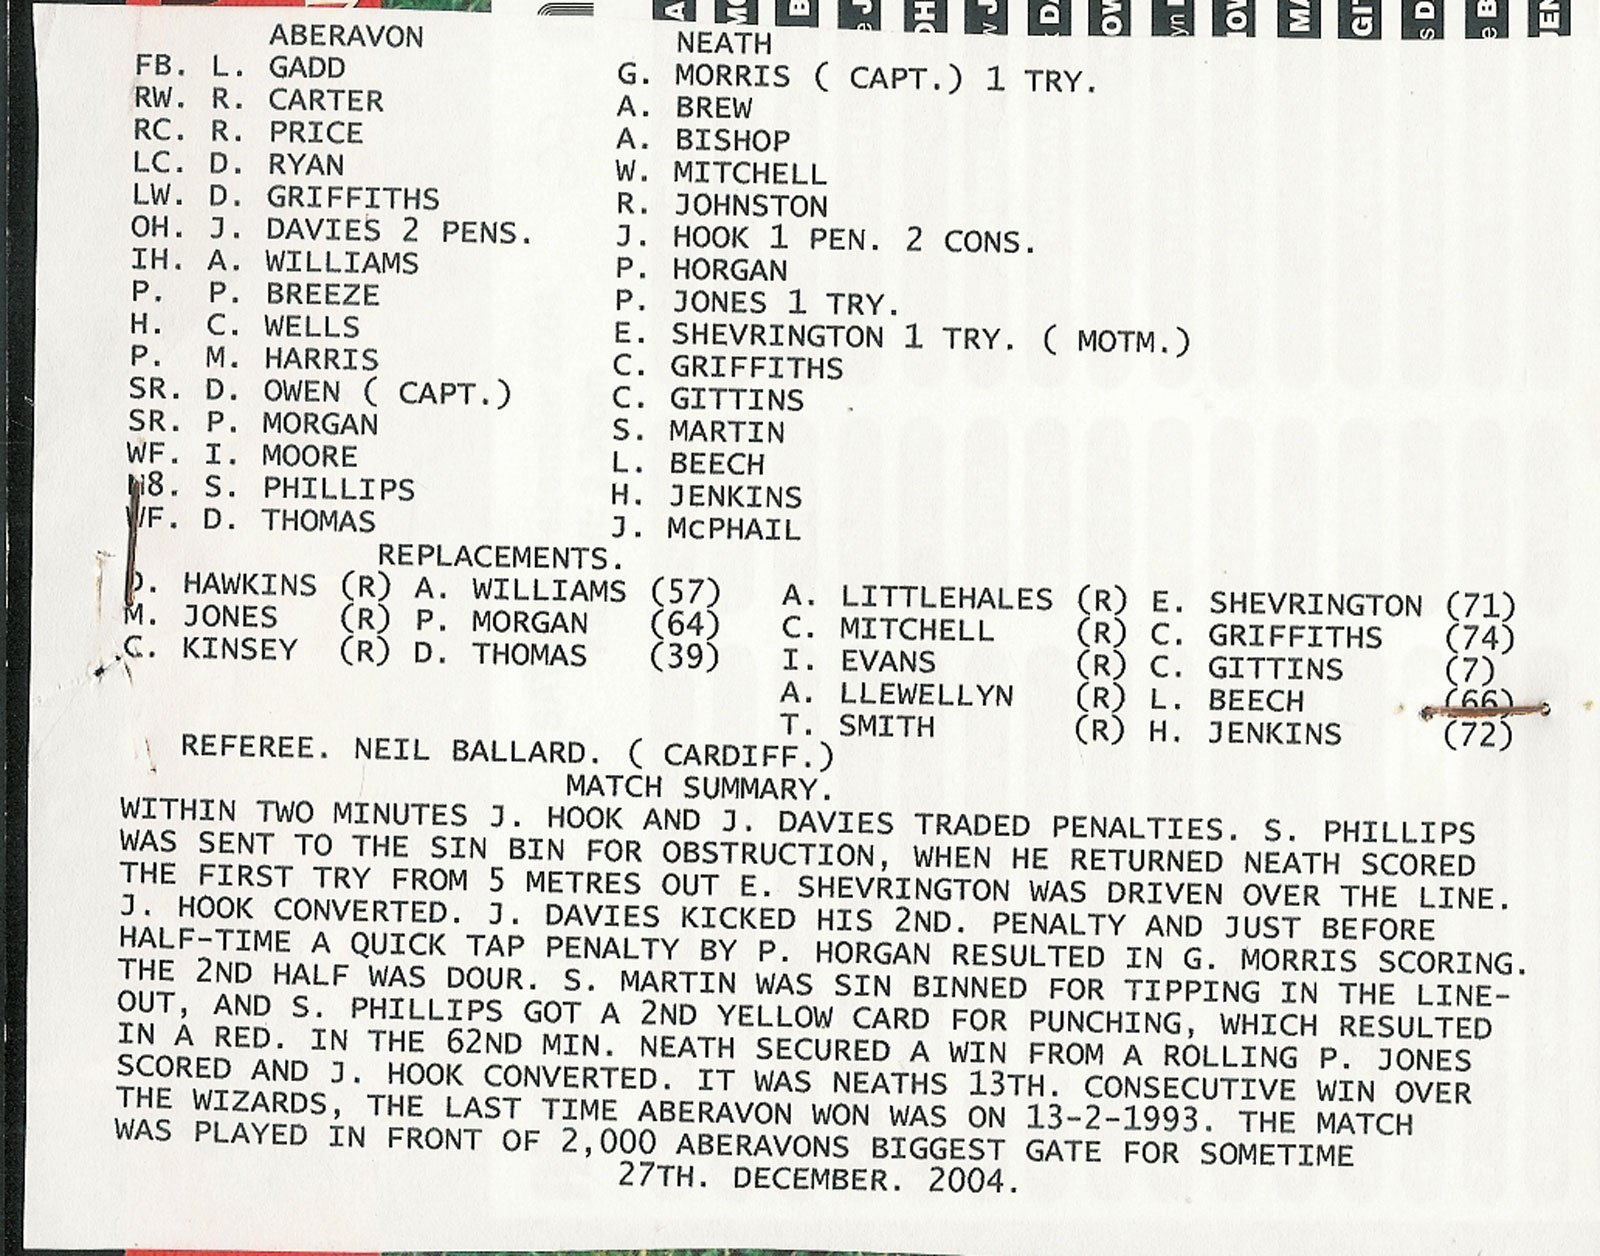 ABERAVON NEATH
FB. L. GADD G. MORRIS ( CAPT.) 1 TRY.
RW. R. CARTER A. BREW
RC. R. PRICE A. BISHOP
LC. D. RYAN W. MITCHELL
LW. D. GRIFFITHS R. JOHNSTON
OH. J. DAVIES 2 PENS. J. HOOK 1 PEN. 2 CONS.
IH. A. WILLIAMS P. HORGAN
P. P. BREEZE P. JONES 1 TRY.
H. C. WELLS E. SHEVRINGTON 1 TRY. ( MOTM.)
P. M. HARRIS C. GRIFFITHS
SR. D. OWEN ( CAPT.) C. GITTINS
SR. P. MORGAN S. MARTIN
WF. I. MOORE L. BEECH
N8. S. PHILLIPS H. JENKINS
WF. D. THOMAS J. McPHAIL
REPLACEMENTS.
D. HAWKINS (R) A. WILLIAMS (57) A. LITTLEHALES (R) E. SHEVRINGTON (71)
M. JONES (R) P. MORGAN (64) C. MITCHELL (R) C. GRIFFITHS (74)
C. KINSEY (R) D. THOMAS (39) I. EVANS (R) C. GITTINS (7)
A. LLEWELLYN (R) L. BEECH (66)
T. SMITH (R) H. JENKINS (72)
REFEREE. NEIL BALLARD. ( CARDIFF.)
MATCH SUMMARY.
WITHIN TWO MINUTES J. HOOK AND J. DAVIES TRADED PENALTIES. S. PHILLIPS
WAS SENT TO THE SIN BIN FOR OBSTRUCTION, WHEN HE RETURNED NEATH SCORED
THE FIRST TRY FROM 5 METRES OUT E. SHEVRINGTON WAS DRIVEN OVER THE LINE.
J. HOOK CONVERTED. J. DAVIES KICKED HIS 2ND. PENALTY AND JUST BEFORE
HALF-TIME A QUICK TAP PENALTY BY P. HORGAN RESULTED IN G. MORRIS SCORING.
THE 2ND HALF WAS DOUR. S. MARTIN WAS SIN BINNED FOR TIPPING IN THE LINE-
OUT, AND S. PHILLIPS GOT A 2ND YELLOW CARD FOR PUNCHING, WHICH RESULTED
IN A RED. IN THE 62ND MIN. NEATH SECURED A WIN FROM A ROLLING P. JONES
SCORED AND J. HOOK CONVERTED. IT WAS NEATHS 13TH. CONSECUTIVE WIN OVER
THE WIZARDS, THE LAST TIME ABERAVON WON WAS ON 13-2-1993. THE MATCH
WAS PLAYED IN FRONT OF 2,000 ABERAVONS BIGGEST GATE FOR SOMETIME
27TH. DECEMBER. 2004.